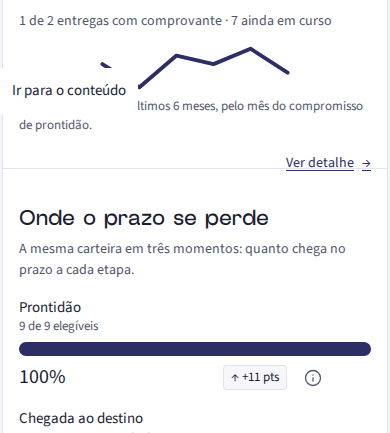 1 de 2 entregas com comprovante · 7 ainda em curso
Ir para o conteúdo
ltimos 6 meses, pelo mês do compromisso
de prontidão.
Ver detalhe →
Onde o prazo se perde
A mesma carteira em três momentos: quanto chega no
prazo a cada etapa.
Prontidão
9 de 9 elegíveis
100%
↑ +11 pts
Chegada ao destino